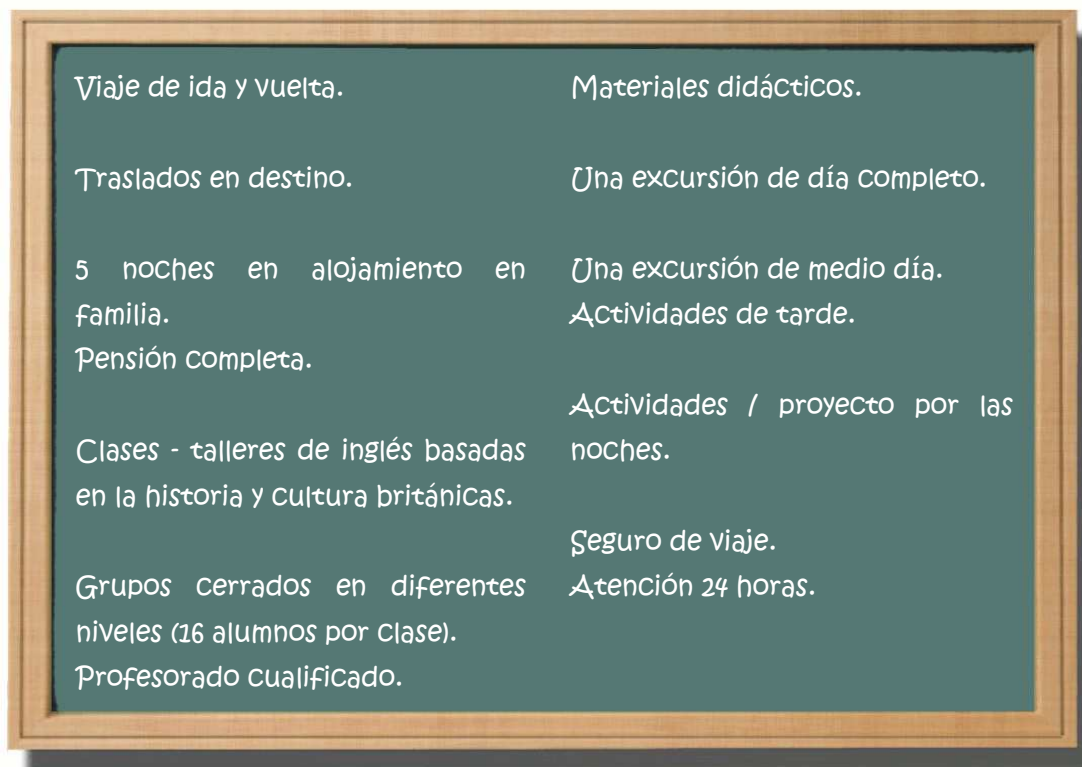 Viaje de ida y vuelta.
Traslados en destino.
5 noches en alojamiento en
familia.
Pensión completa.
Clases - talleres de inglés basadas
en la historia y cultura británicas.
Grupos cerrados en diferentes
niveles (16 alumnos por clase).
Profesorado cualificado.
Materiales didácticos.
Una excursión de día completo.
Una excursión de medio día.
Actividades de tarde.
Actividades / proyecto por las
noches.
Seguro de viaje.
Atención 24 horas.